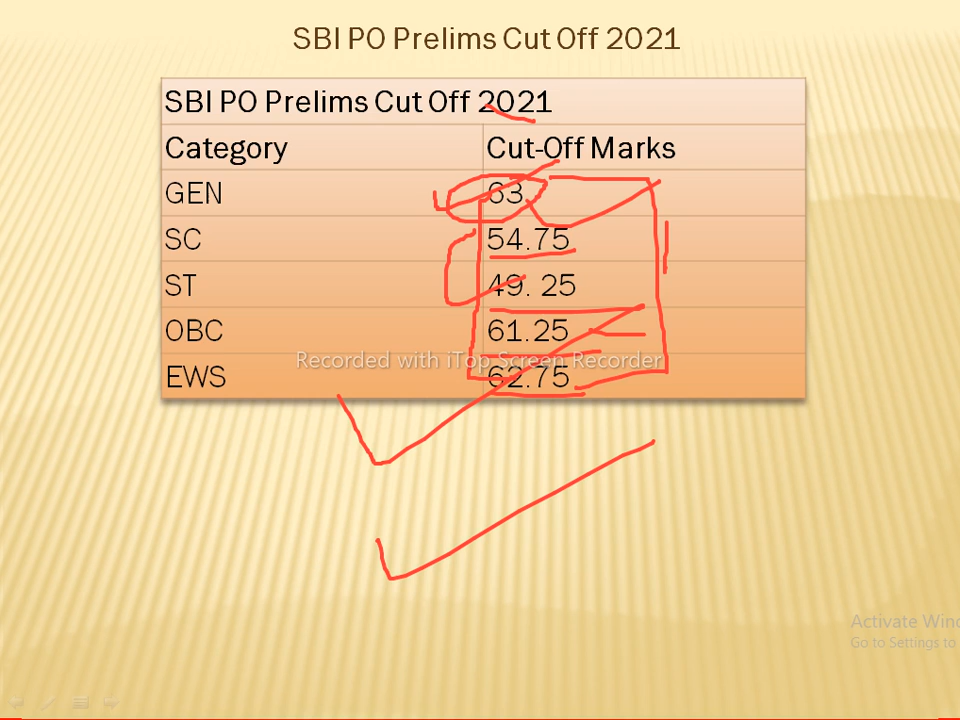 SBI PO Prelims Cut Off 2021
SBI PO Prelims Cut Off 2021
Category Cut-Off Marks
GEN 63
SC 54.75
ST 49. 25
OBC 61.25
Recorded with iTop Screen Recorder
EWS 62.75
Activate Wind
Go to Settings to